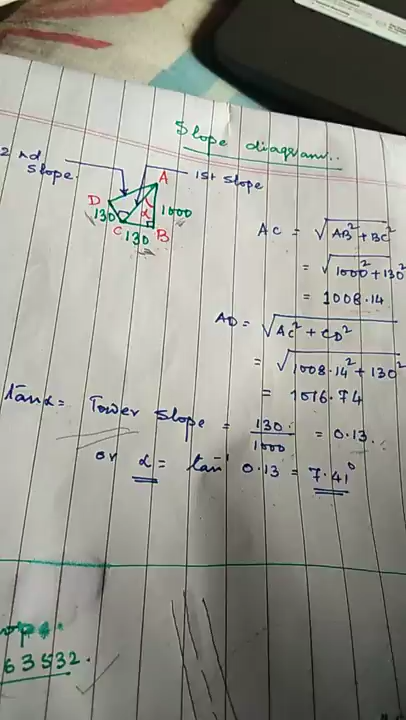 Slope diagram..
2nd slope.
1st slope
A
D
130
α
1000
C
B
130
AC = √AB² + BC²
= √1000² + 130²
= 1008.14
AD = √AC² + CD²
= √1008.14² + 130²
= 1016.74
tanα = Tower slope = 130/1000 = 0.13.
or α = tan⁻¹ 0.13 = 7.41°
63532.